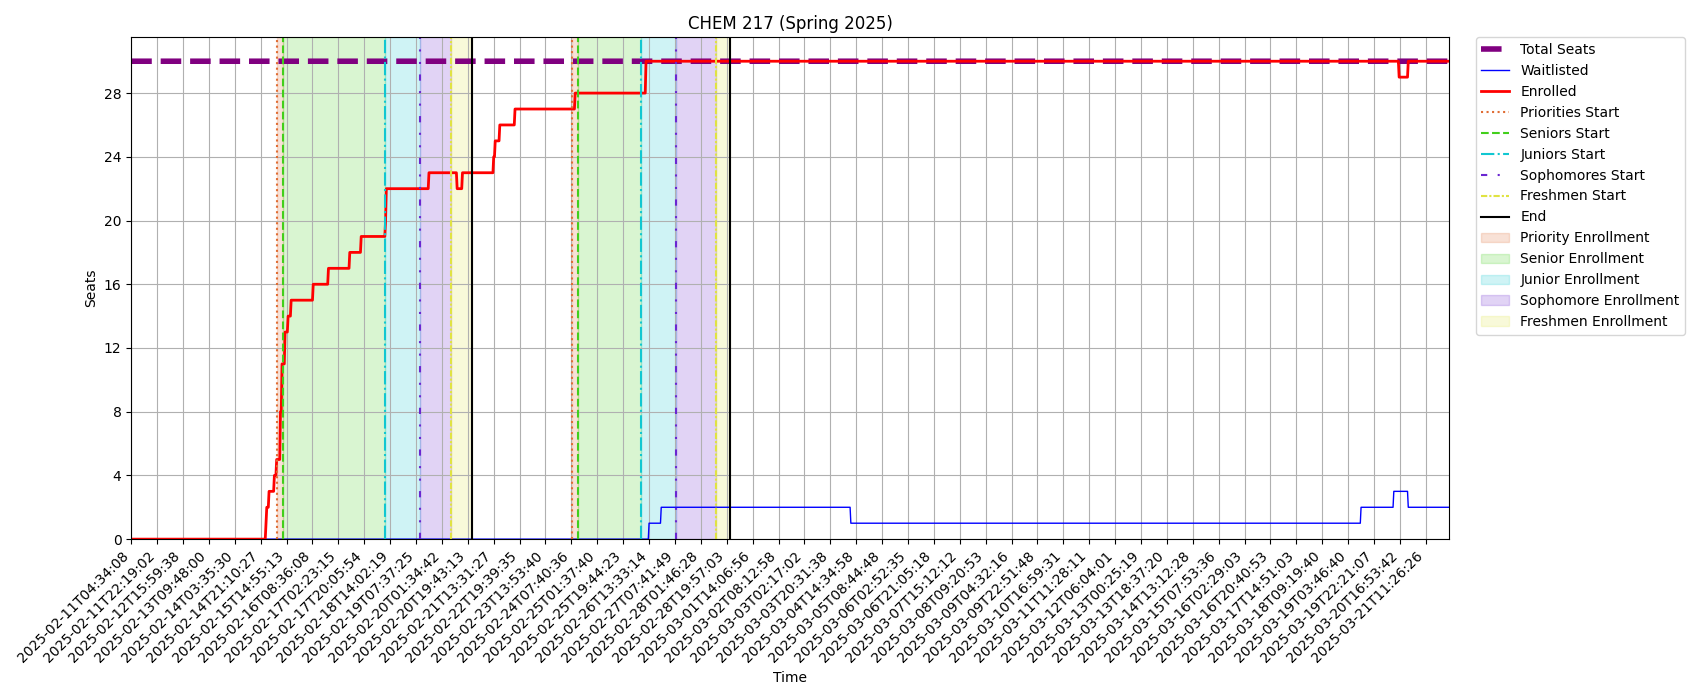 CHEM 217 (Spring 2025)
Total Seats
Waitlisted
Enrolled
Priorities Start
Seniors Start
Juniors Start
Sophomores Start
Freshmen Start
End
Priority Enrollment
Senior Enrollment
Junior Enrollment
Sophomore Enrollment
Freshmen Enrollment
Seats
28
24
20
16
12
8
4
0
2025-02-11T04:34:08
2025-02-11T22:19:02
2025-02-12T15:59:38
2025-02-13T09:48:00
2025-02-14T03:35:30
2025-02-14T21:10:27
2025-02-15T14:55:13
2025-02-16T08:36:08
2025-02-17T02:23:15
2025-02-17T20:05:54
2025-02-18T14:02:19
2025-02-19T07:37:25
2025-02-20T01:34:42
2025-02-20T19:43:13
2025-02-21T13:31:27
2025-02-22T19:39:35
2025-02-23T13:53:40
2025-02-24T07:40:36
2025-02-25T01:37:40
2025-02-25T19:44:23
2025-02-26T13:33:14
2025-02-27T07:41:49
2025-02-28T01:46:28
2025-02-28T19:57:03
2025-03-01T14:06:56
2025-03-02T08:12:58
2025-03-03T02:17:02
2025-03-03T20:31:38
2025-03-04T14:34:58
2025-03-05T08:44:48
2025-03-06T02:52:35
2025-03-06T21:05:18
2025-03-07T15:12:12
2025-03-08T09:20:53
2025-03-09T04:32:16
2025-03-09T22:51:48
2025-03-10T16:59:31
2025-03-11T11:28:11
2025-03-12T06:04:01
2025-03-13T00:25:19
2025-03-13T18:37:20
2025-03-14T13:12:28
2025-03-15T07:53:36
2025-03-16T02:29:03
2025-03-16T20:40:53
2025-03-17T14:51:03
2025-03-18T09:19:40
2025-03-19T03:46:40
2025-03-19T22:21:07
2025-03-20T16:53:42
2025-03-21T11:26:26
Time